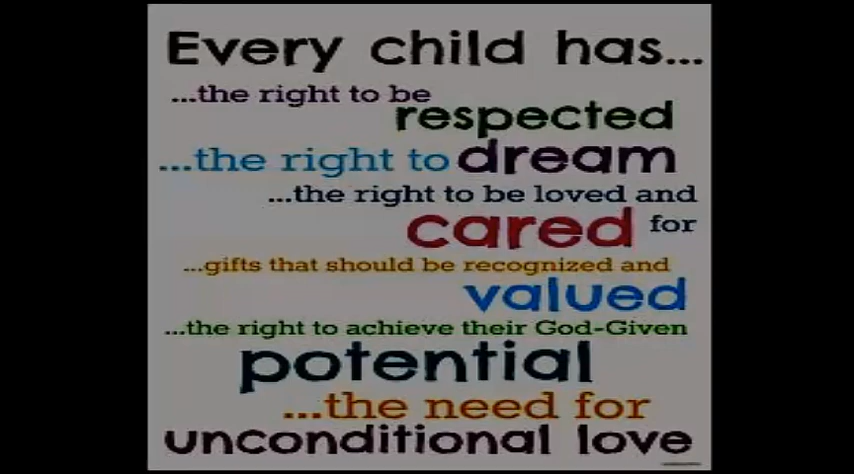 Every child has...
...the right to be
respected
...the right to dream
...the right to be loved and
cared for
...gifts that should be recognized and
valued
...the right to achieve their God-Given
potential
...the need for
unconditional love